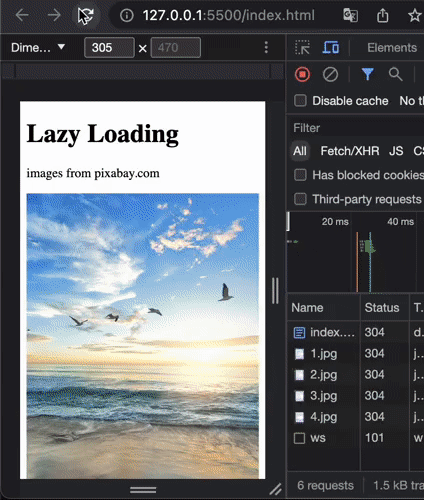 127.0.0.1:5500/index.html
Dime... 305 × 470
Elements
Disable cache No th
Filter
All Fetch/XHR JS CS
Has blocked cookies
Third-party requests
20 ms 40 ms
Name Status T.
index.... 304 d.
1.jpg 304 j...
2.jpg 304 j...
3.jpg 304 j...
4.jpg 304 j...
ws 101 w
6 requests 1.5 kB tra
Lazy Loading
images from pixabay.com